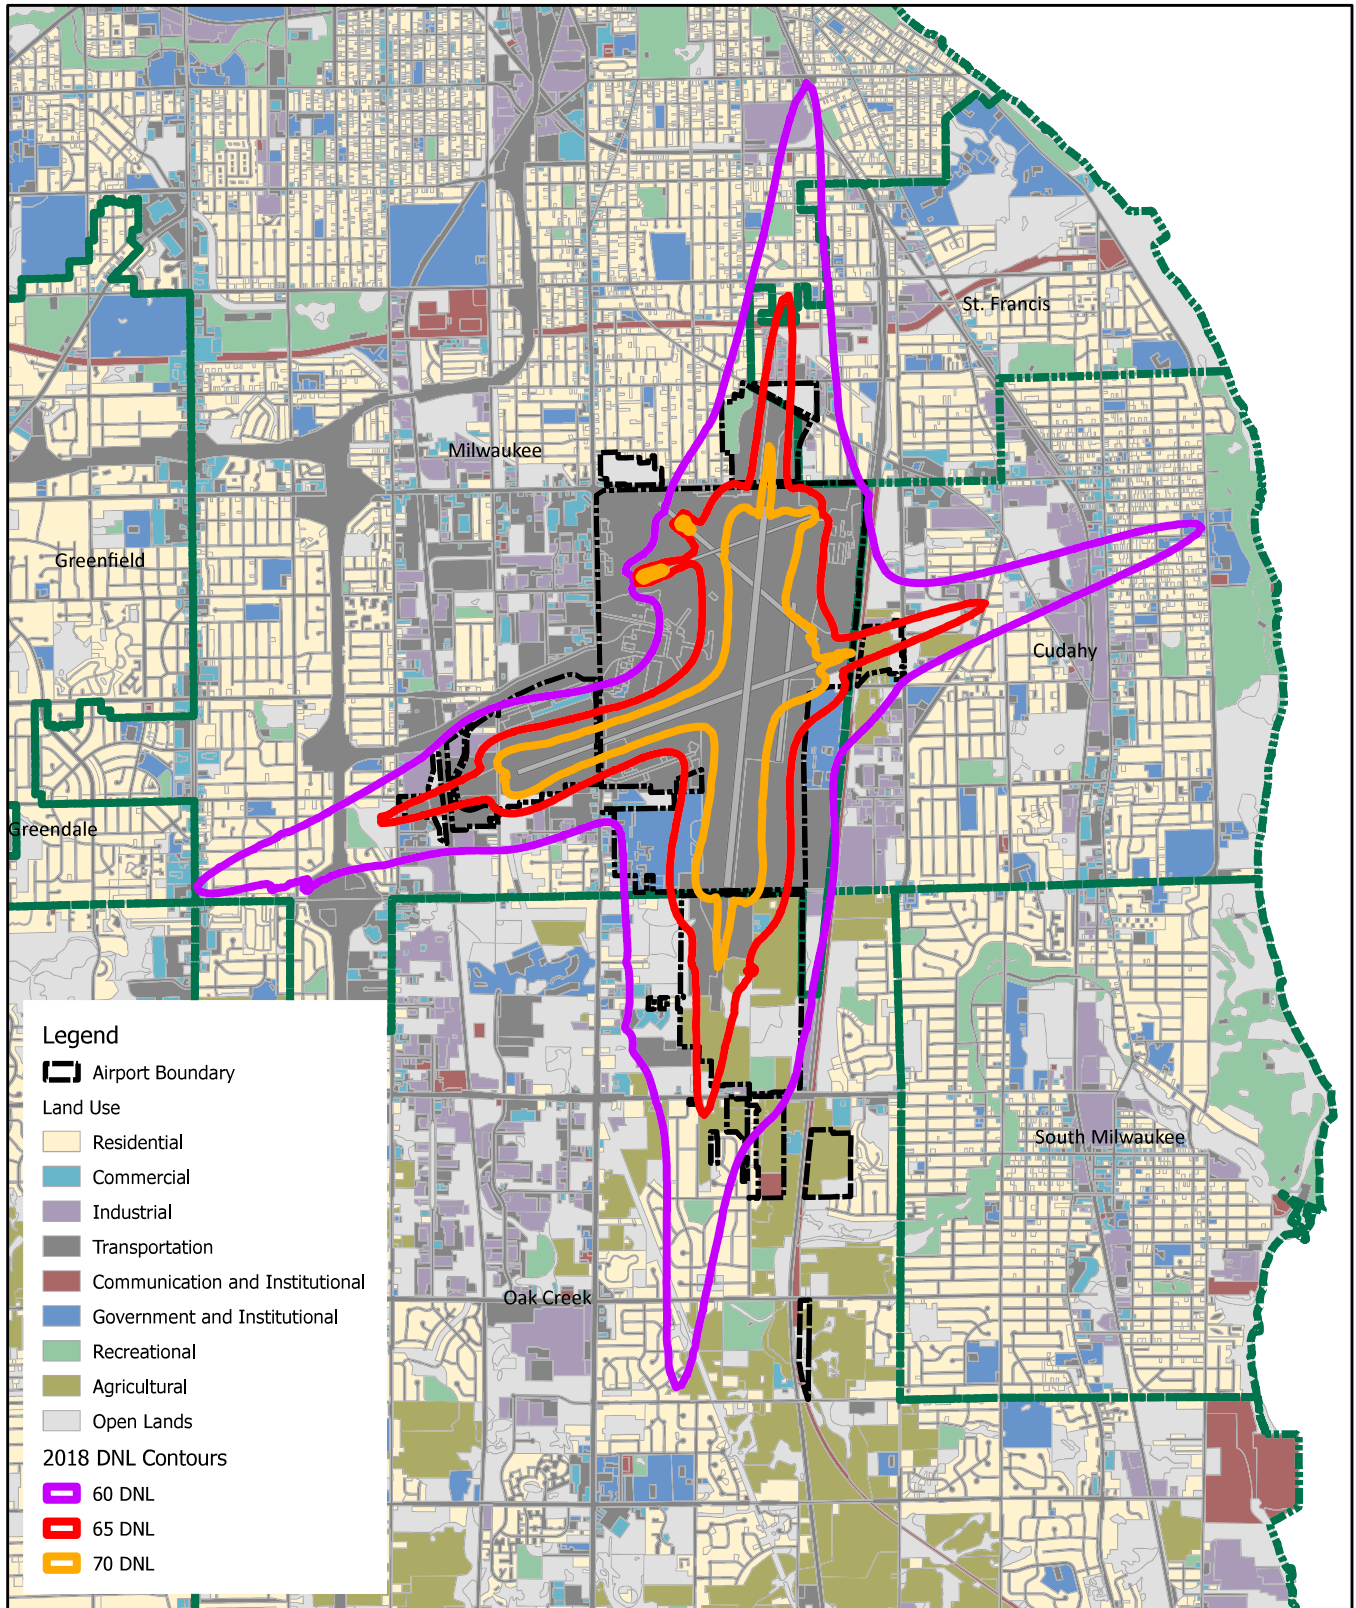 St. Francis
Milwaukee
Greenfield
Cudahy
Greendale
South Milwaukee
Oak Creek
Legend
Airport Boundary
Land Use
Residential
Commercial
Industrial
Transportation
Communication and Institutional
Government and Institutional
Recreational
Agricultural
Open Lands
2018 DNL Contours
60 DNL
65 DNL
70 DNL